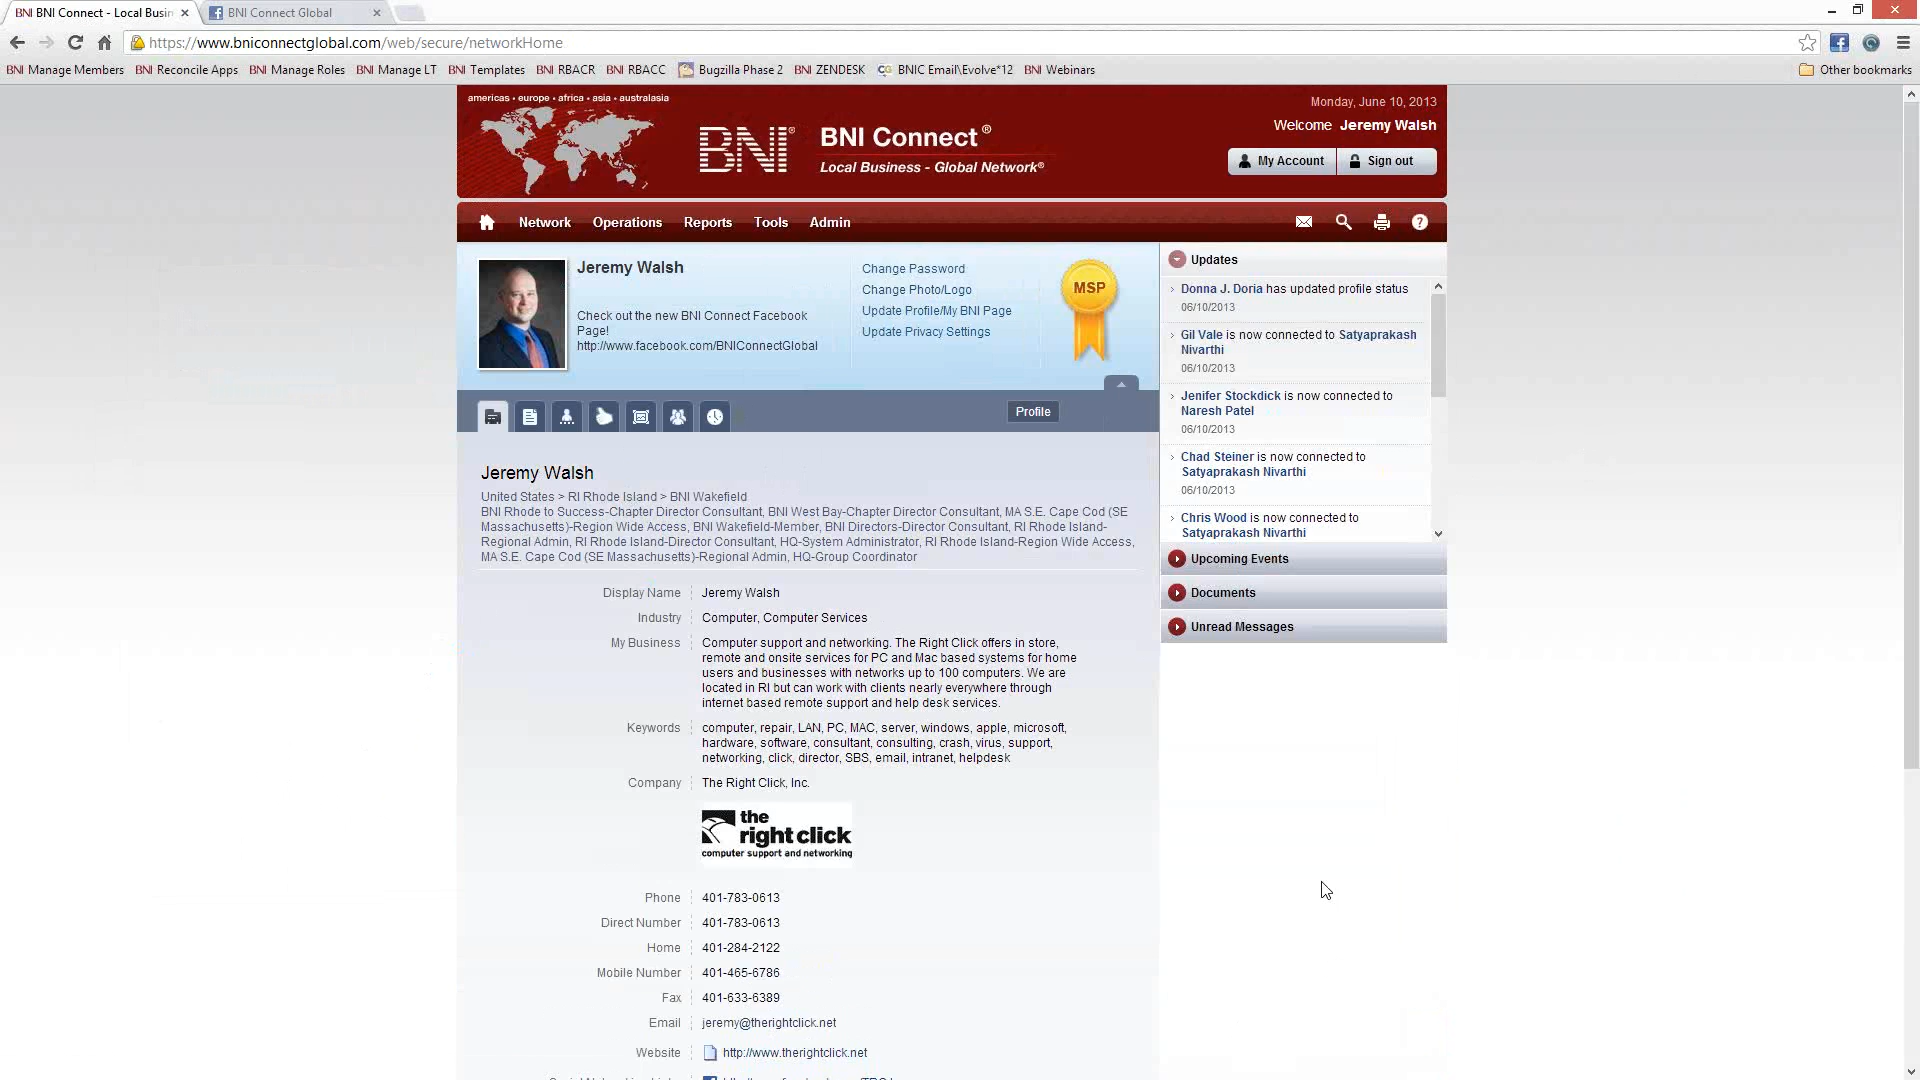 BNI BNI Connect - Local Busin
BNI Connect Global
https://www.bniconnectglobal.com/web/secure/networkHome
BNI Manage Members
BNI Reconcile Apps
BNI Manage Roles
BNI Manage LT
BNI Templates
BNI RBACR
BNI RBACC
Bugzilla Phase 2
BNI ZENDESK
CG BNIC Email\Evolve*12
BNI Webinars
Other bookmarks
americas • europe • africa • asia • australasia
BNI®
BNI Connect®
Local Business - Global Network®
Monday, June 10, 2013
Welcome Jeremy Walsh
My Account
Sign out
Network
Operations
Reports
Tools
Admin
Jeremy Walsh
Check out the new BNI Connect Facebook
Page!
http://www.facebook.com/BNIConnectGlobal
Change Password
Change Photo/Logo
Update Profile/My BNI Page
Update Privacy Settings
MSP
Profile
Jeremy Walsh
United States > RI Rhode Island > BNI Wakefield
BNI Rhode to Success-Chapter Director Consultant, BNI West Bay-Chapter Director Consultant, MA S.E. Cape Cod (SE
Massachusetts)-Region Wide Access, BNI Wakefield-Member, BNI Directors-Director Consultant, RI Rhode Island-
Regional Admin, RI Rhode Island-Director Consultant, HQ-System Administrator, RI Rhode Island-Region Wide Access,
MA S.E. Cape Cod (SE Massachusetts)-Regional Admin, HQ-Group Coordinator
Display Name Jeremy Walsh
Industry Computer, Computer Services
My Business Computer support and networking. The Right Click offers in store,
remote and onsite services for PC and Mac based systems for home
users and businesses with networks up to 100 computers. We are
located in RI but can work with clients nearly everywhere through
internet based remote support and help desk services.
Keywords computer, repair, LAN, PC, MAC, server, windows, apple, microsoft,
hardware, software, consultant, consulting, crash, virus, support,
networking, click, director, SBS, email, intranet, helpdesk
Company The Right Click, Inc.
the
right click
computer support and networking
Phone 401-783-0613
Direct Number 401-783-0613
Home 401-284-2122
Mobile Number 401-465-6786
Fax 401-633-6389
Email jeremy@therightclick.net
Website http://www.therightclick.net
Updates
Donna J. Doria has updated profile status
06/10/2013
Gil Vale is now connected to Satyaprakash
Nivarthi
06/10/2013
Jenifer Stockdick is now connected to
Naresh Patel
06/10/2013
Chad Steiner is now connected to
Satyaprakash Nivarthi
06/10/2013
Chris Wood is now connected to
Satyaprakash Nivarthi
Upcoming Events
Documents
Unread Messages